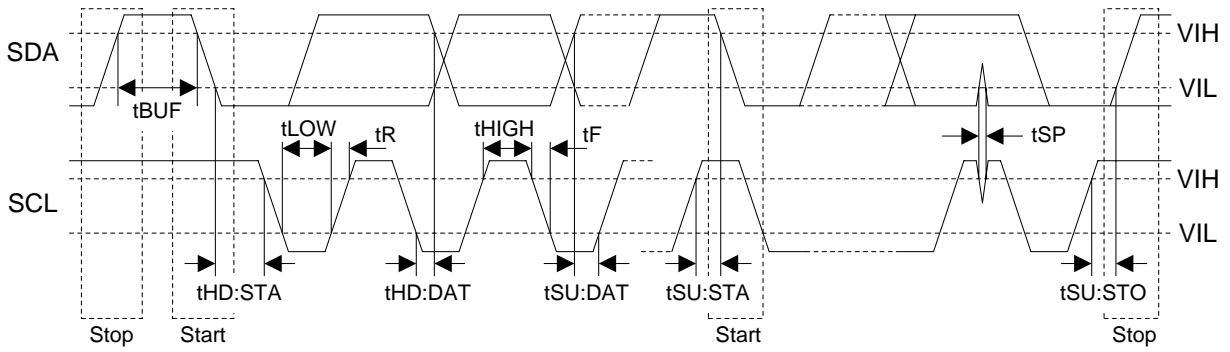 VIH
SDA
VIL
tBUF
tLOW
tR
tHIGH
tF
tSP
VIH
SCL
VIL
tHD:STA
tHD:DAT
tSU:DAT
tSU:STA
tSU:STO
Stop
Start
Start
Stop